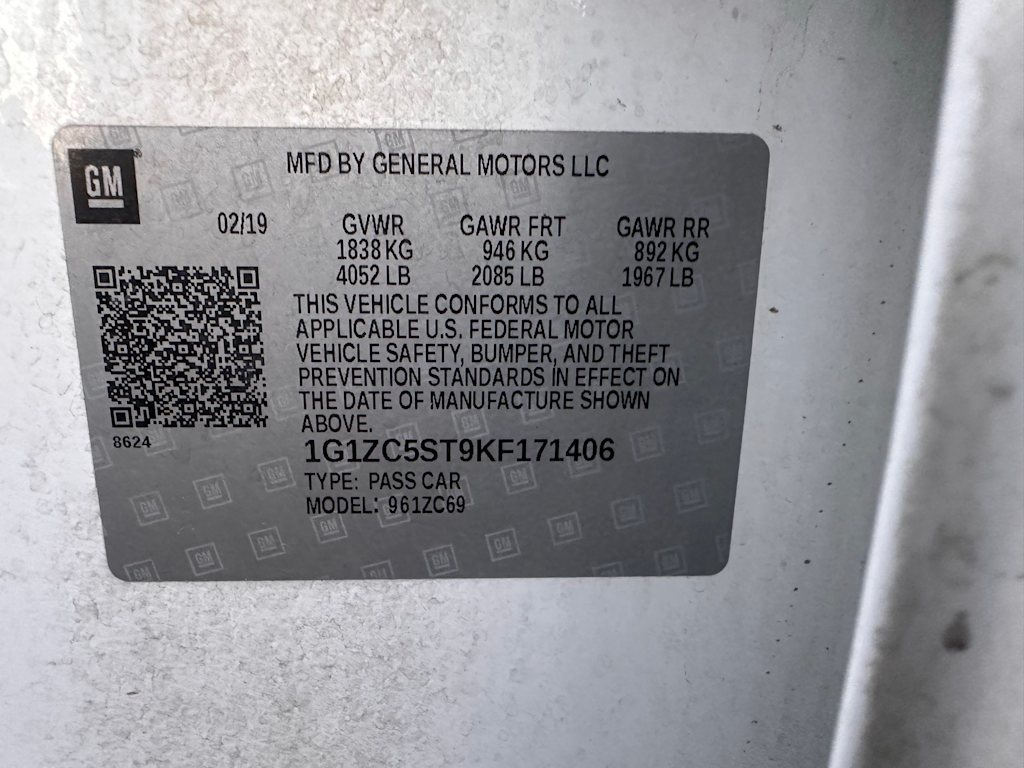 GM
MFD BY GENERAL MOTORS LLC
02/19 GVWR GAWR FRT GAWR RR
1838 KG 946 KG 892 KG
4052 LB 2085 LB 1967 LB
THIS VEHICLE CONFORMS TO ALL
APPLICABLE U.S. FEDERAL MOTOR
VEHICLE SAFETY, BUMPER, AND THEFT
PREVENTION STANDARDS IN EFFECT ON
THE DATE OF MANUFACTURE SHOWN
ABOVE.
8624
1G1ZC5ST9KF171406
TYPE: PASS CAR
MODEL: 961ZC69